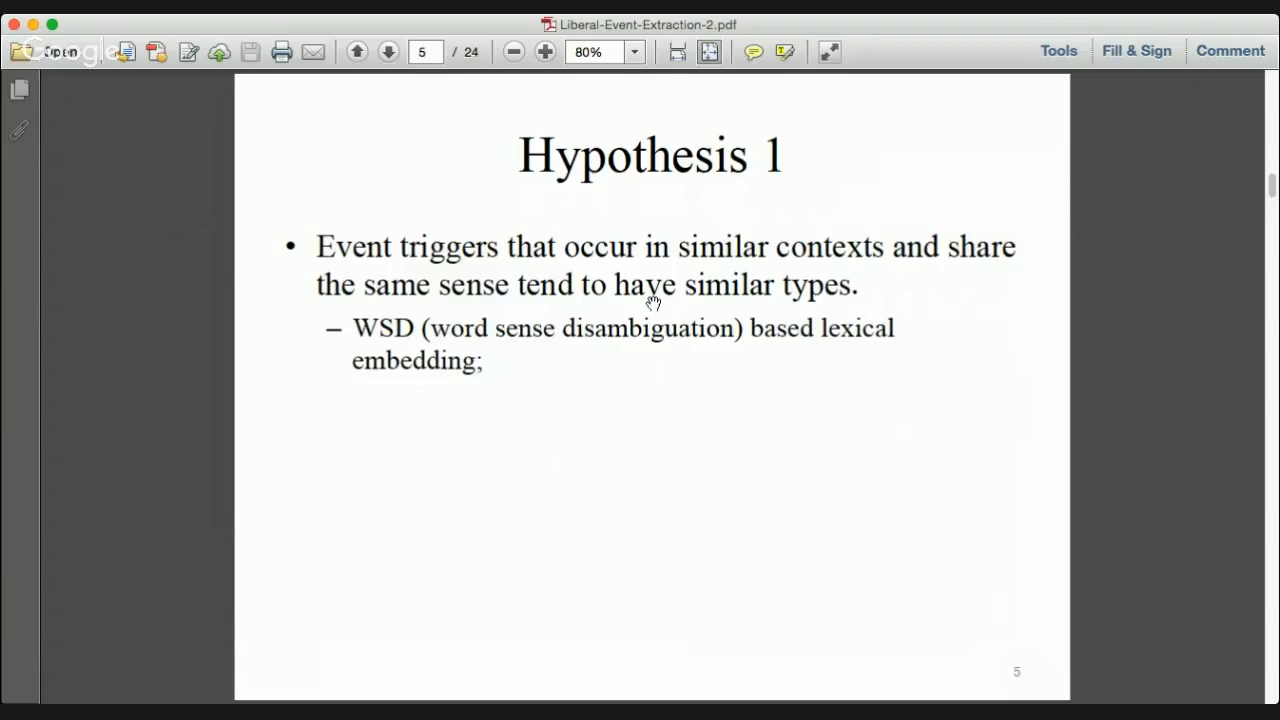 Liberal-Event-Extraction-2.pdf
Google
Open
5 / 24
80%
Tools
Fill & Sign
Comment
Hypothesis 1
• Event triggers that occur in similar contexts and share
the same sense tend to have similar types.
– WSD (word sense disambiguation) based lexical
embedding;
5